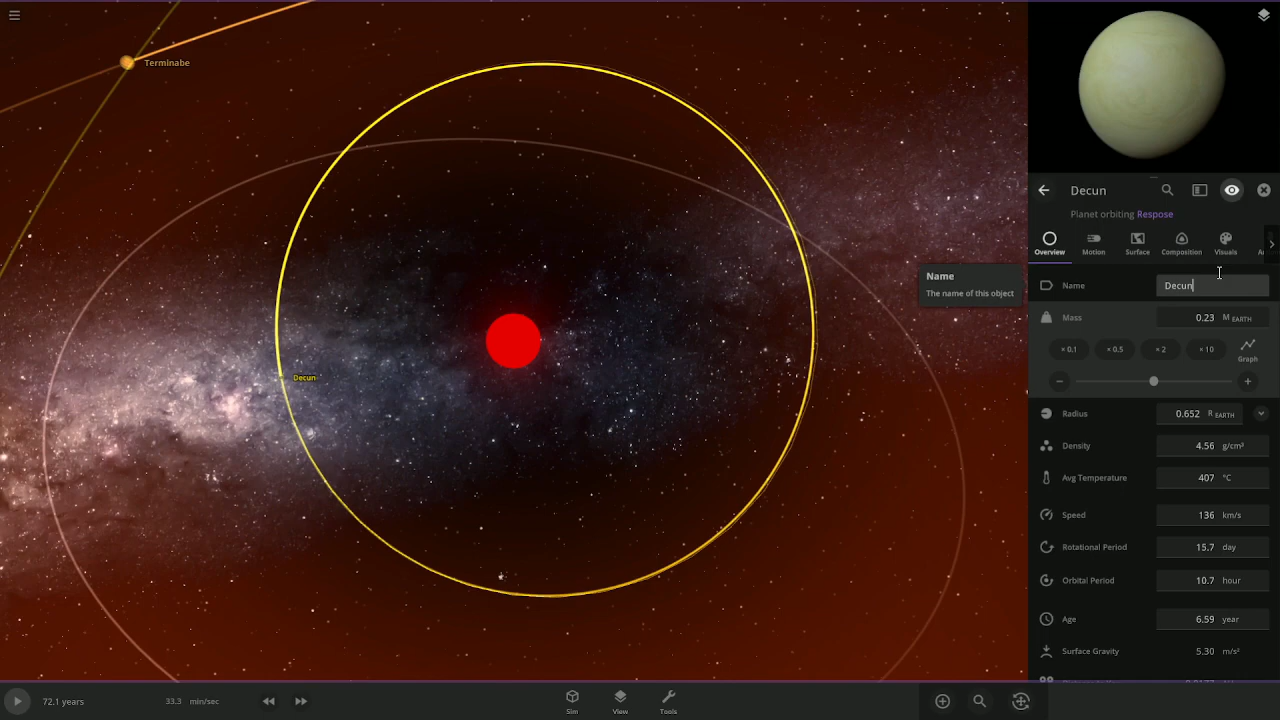 Terminabe
Decun
Decun
Planet orbiting Respose
Overview
Motion
Surface
Composition
Visuals
Name
The name of this object
Name
Decun
Mass
0.23 M EARTH
× 0.1
× 0.5
× 2
× 10
Graph
Radius
0.652 R EARTH
Density
4.56 g/cm³
Avg Temperature
407 °C
Speed
136 km/s
Rotational Period
15.7 day
Orbital Period
10.7 hour
Age
6.59 year
Surface Gravity
5.30 m/s²
72.1 years
33.3 min/sec
Sim
View
Tools